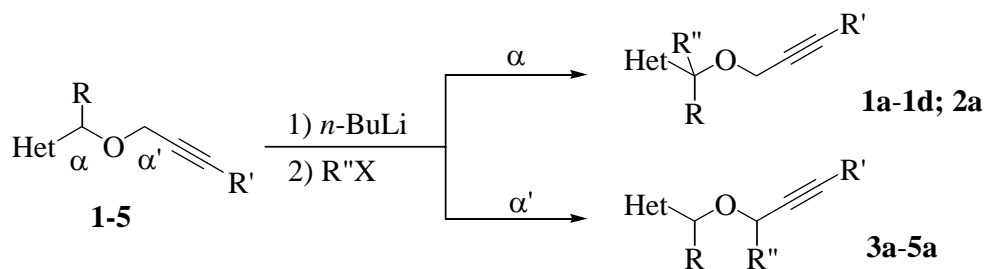 R
Het
α
O
α'
R'
1-5
1) n-BuLi
2) R"X
α
R"
Het
O
R
R'
1a-1d; 2a
α'
Het
O
R
R"
R'
3a-5a